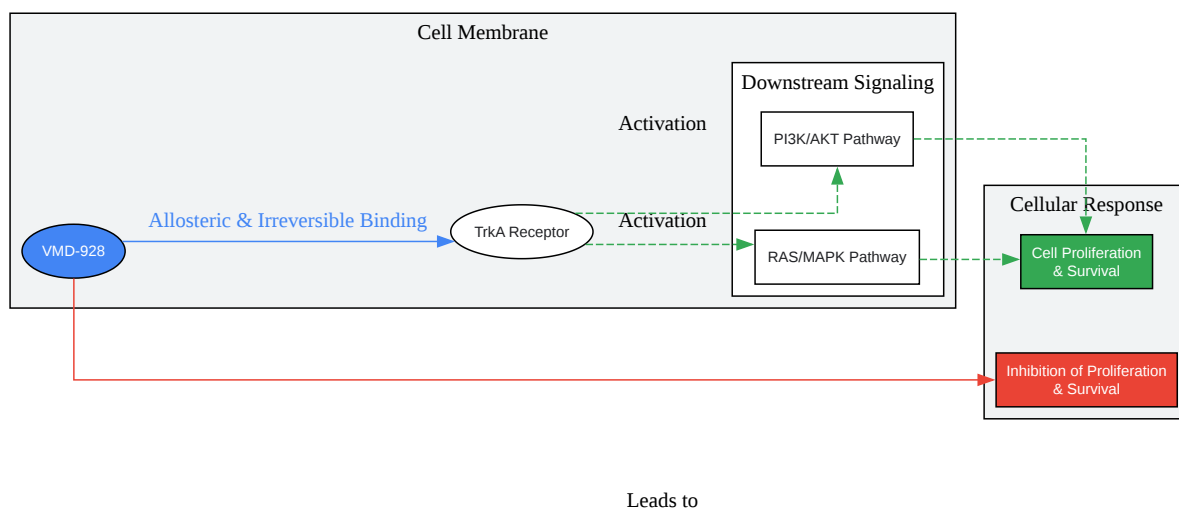 Cell Membrane
Downstream Signaling
Activation
PI3K/AKT Pathway
Allosteric & Irreversible Binding
Activation
Cellular Response
VMD-928
TrkA Receptor
RAS/MAPK Pathway
Cell Proliferation
& Survival
Inhibition of Proliferation
& Survival
Leads to